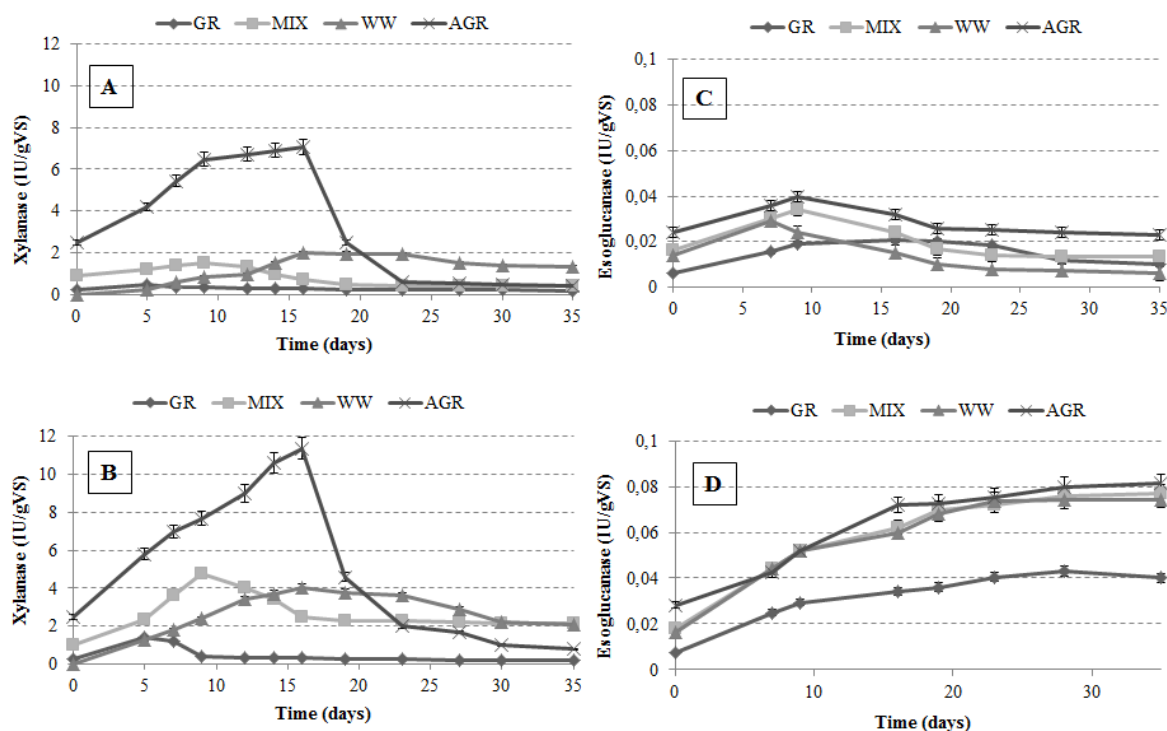 GR MIX WW AGR
A
Xylanase (IU/gVS)
12
10
8
6
4
2
0
0 5 10 15 20 25 30 35
Time (days)
GR MIX WW AGR
C
Esoglucanase (IU/gVS)
0,1
0,08
0,06
0,04
0,02
0
0 10 20 30
Time (days)
GR MIX WW AGR
B
Xylanase (IU/gVS)
12
10
8
6
4
2
0
0 5 10 15 20 25 30 35
Time (days)
GR MIX WW AGR
D
Esoglucanase (IU/gVS)
0,1
0,08
0,06
0,04
0,02
0
0 10 20 30
Time (days)